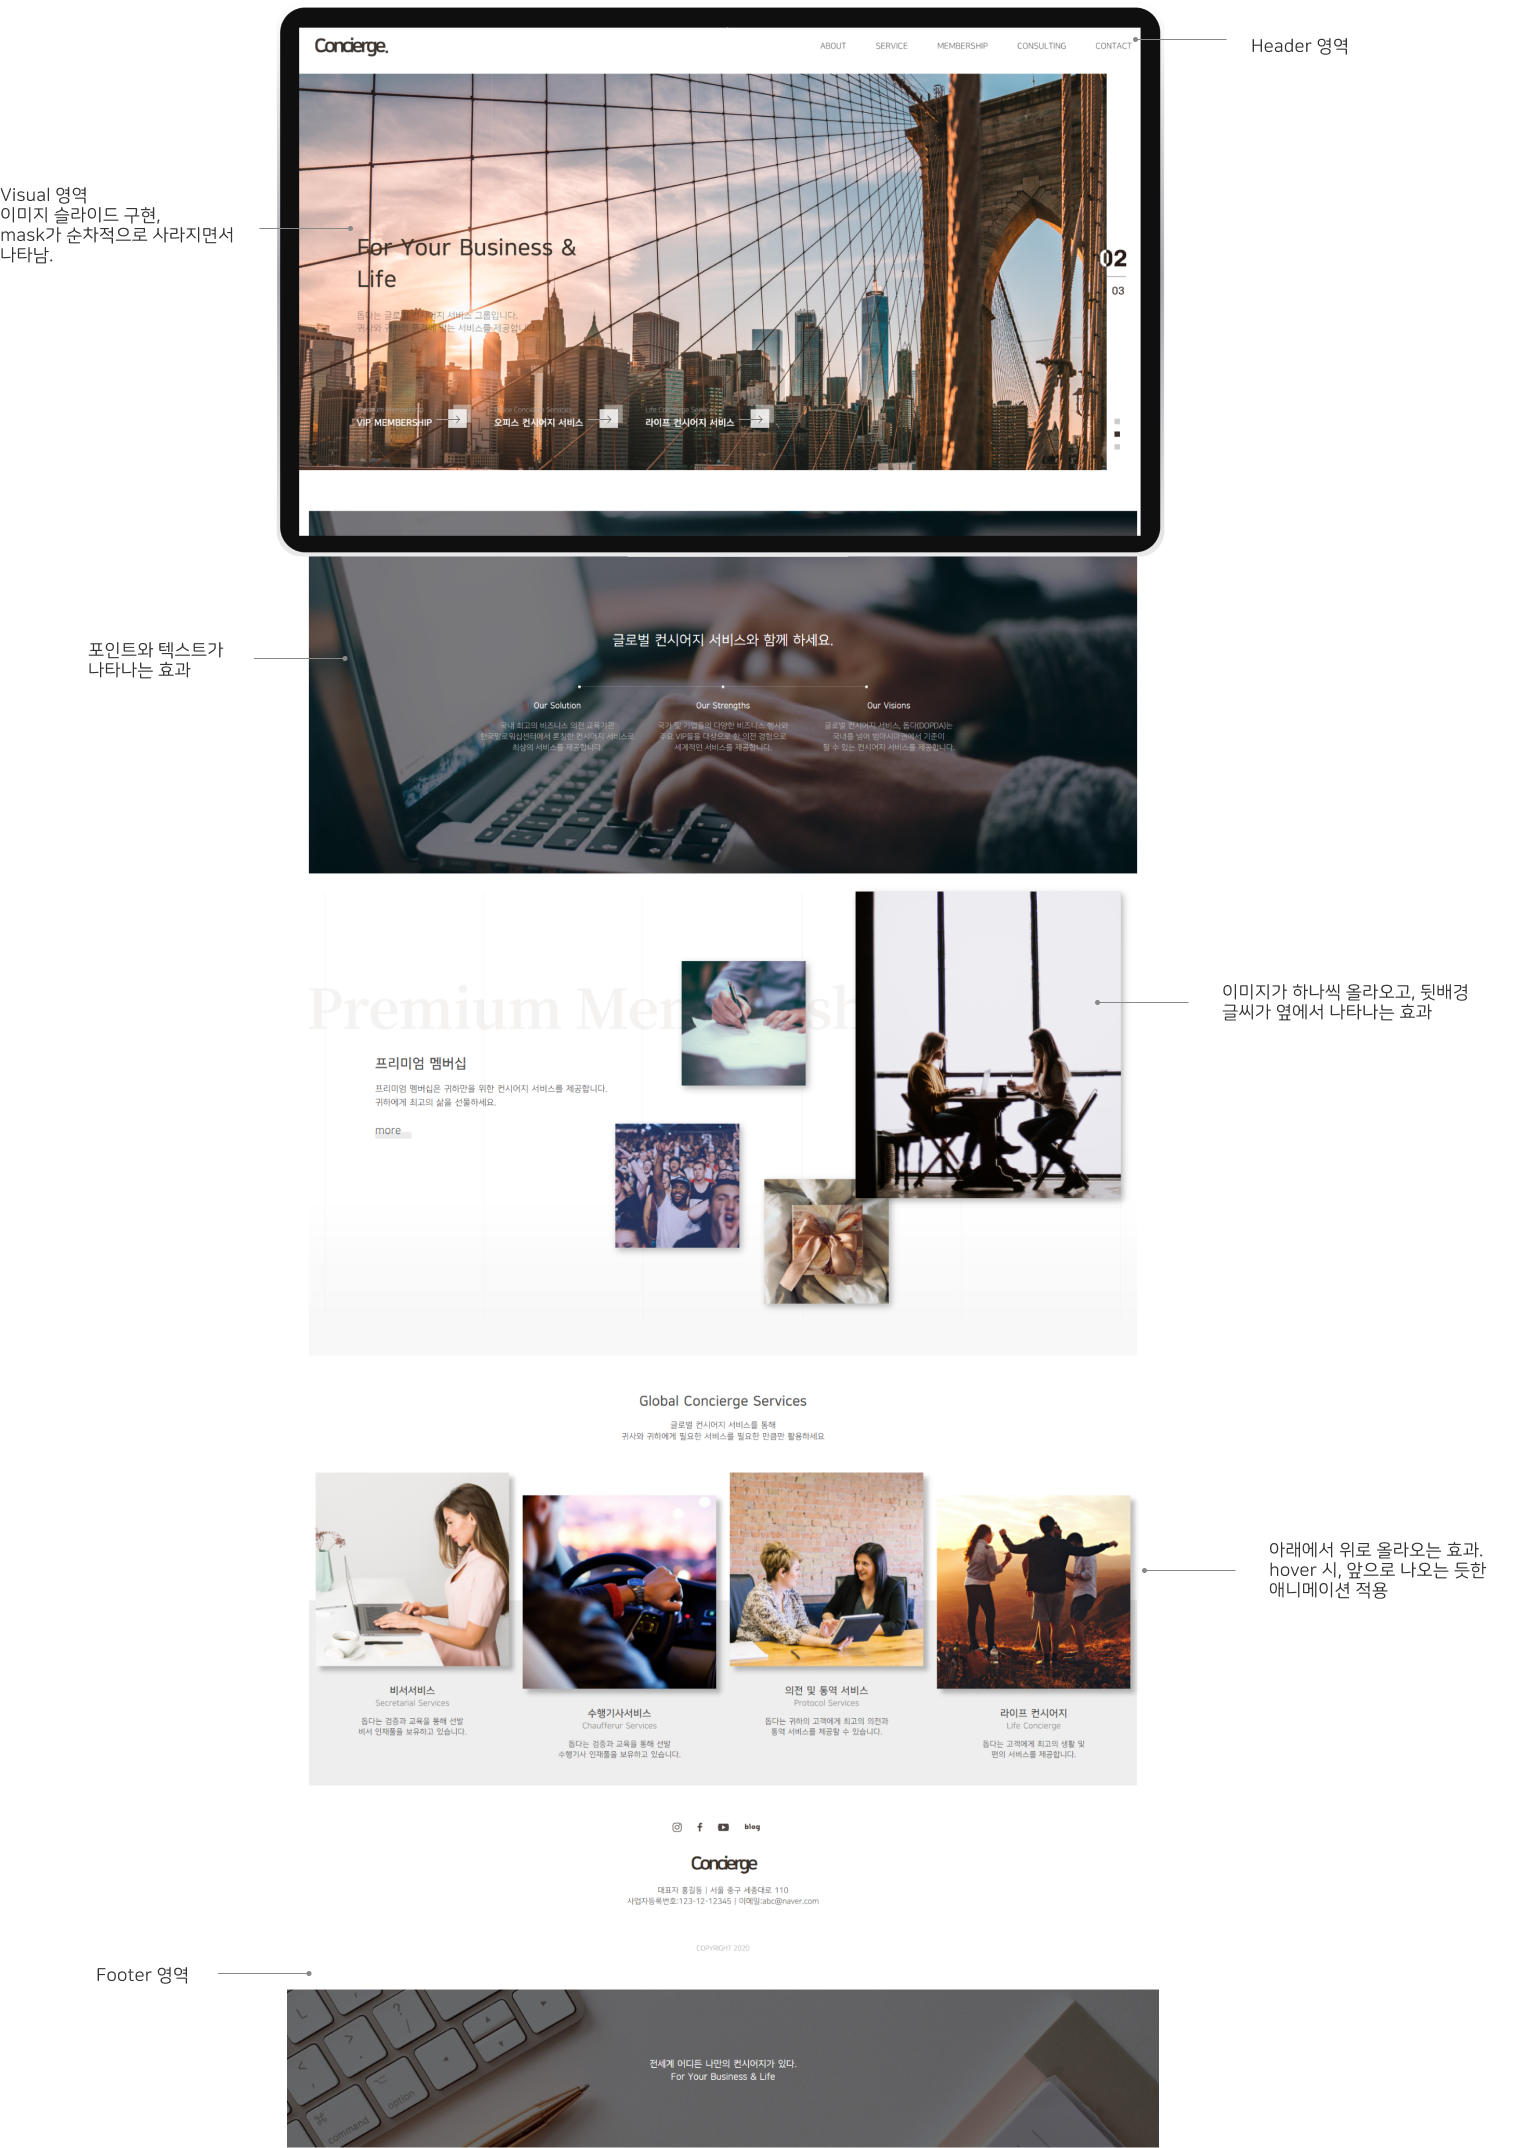 Concierge.
ABOUT SERVICE MEMBERSHIP CONSULTING CONTACT
Header 영역
Visual 영역
이미지 슬라이드 구현,
mask가 순차적으로 사라지면서
나타남.
For Your Business &
Life
돕다는 글로벌 컨시어지 서비스 그룹입니다.
귀사와 는 서비스를 제공합니다.
02
03
VIP MEMBERSHIP
오피스 컨시어지 서비스
Life Concierge Services
라이프 컨시어지 서비스
포인트와 텍스트가
나타나는 효과
글로벌 컨시어지 서비스와 함께 하세요.
Our Solution
국내 최고의 비즈니스 의전 교육기관
한국팔로워십센터에서 론칭한 컨시어지 서비스로
최상의 서비스를 제공합니다.
Our Strengths
국가 및 기업들의 다양한 비즈니스 행사와
주요 VIP들을 대상으로 한 의전 경험으로
세계적인 서비스를 제공합니다.
Our Visions
글로벌 컨시어지 서비스, 돕다(DOPDA)는
국내를 넘어 범아시아권에서 기준이
될 수 있는 컨시어지 서비스를 제공합니다.
이미지가 하나씩 올라오고, 뒷배경
글씨가 옆에서 나타나는 효과
Premium Mem sh
프리미엄 멤버십
프리미엄 멤버십은 귀하만을 위한 컨시어지 서비스를 제공합니다.
귀하에게 최고의 삶을 선물하세요.
more
Global Concierge Services
글로벌 컨시어지 서비스를 통해
귀사와 귀하에게 필요한 서비스를 필요한 만큼만 활용하세요
아래에서 위로 올라오는 효과.
hover 시, 앞으로 나오는 듯한
애니메이션 적용
비서서비스
Secretarial Services
돕다는 검증과 교육을 통해 선발
비서 인재풀을 보유하고 있습니다.
수행기사서비스
Chaufferur Services
돕다는 검증과 교육을 통해 선발
수행기사 인재풀을 보유하고 있습니다.
의전 및 통역 서비스
Protocol Services
돕다는 귀하의 고객에게 최고의 의전과
통역 서비스를 제공할 수 있습니다.
라이프 컨시어지
Life Concierge
돕다는 고객에게 최고의 생활 및
편의 서비스를 제공합니다.
blog
Concierge
대표자 홍길동 | 서울 중구 세종대로 110
사업자등록번호:123-12-12345 | 이메일:abc@naver.com
COPYRIGHT 2020
Footer 영역
전세계 어디든 나만의 컨시어지가 있다.
For Your Business & Life
option
command